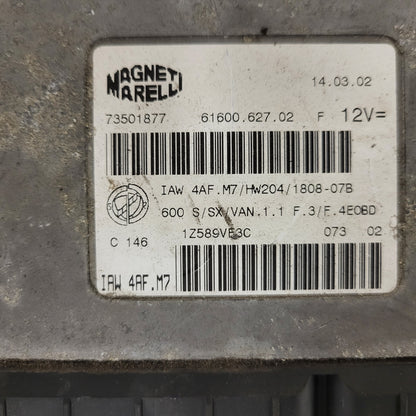 MAGNETI
MARELLI
14.03.02
73501877 61600.627.02 F 12V=
IAW 4AF.M7/HW204/1808-07B
600 S/SX/VAN.1.1 F.3/F.4EOBD
C 146 1Z589VE3C 073 02
IAW 4AF.M7